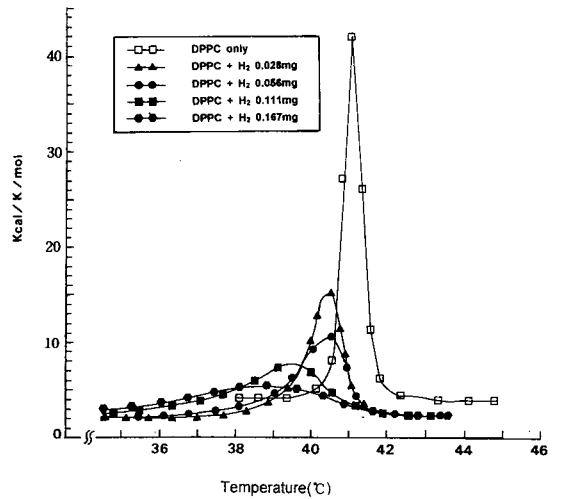 40
30
20
10
0
Kcal / K / mol
DPPC only
DPPC + H₂ 0.028mg
DPPC + H₂ 0.056mg
DPPC + H₂ 0.111mg
DPPC + H₂ 0.167mg
36 38 40 42 44 46
Temperature(℃)